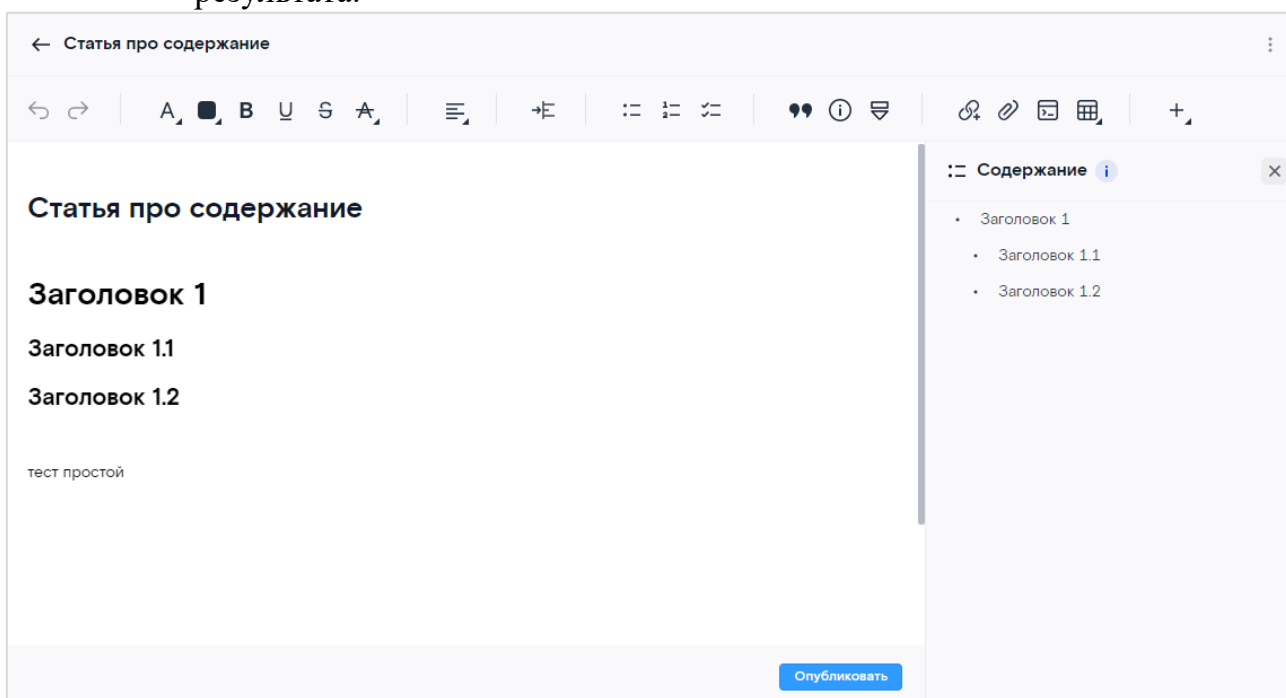 результата.
Статья про содержание
Содержание
Статья про содержание
Заголовок 1
Заголовок 1.1
Заголовок 1.2
тест простой
• Заголовок 1
• Заголовок 1.1
• Заголовок 1.2
Опубликовать